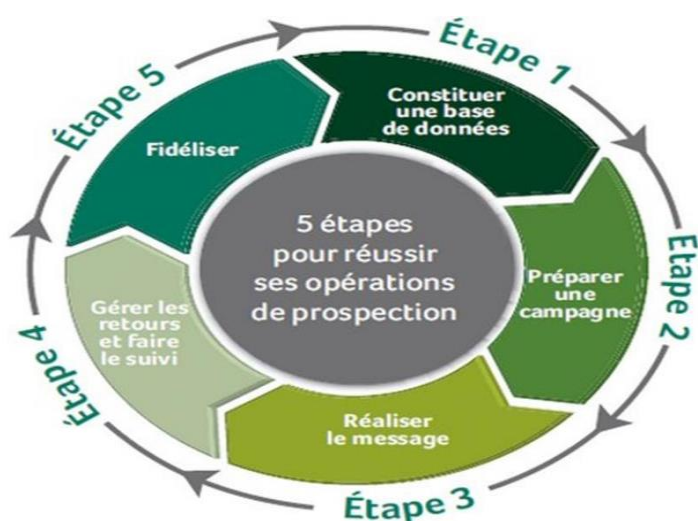 5 étapes
pour réussir
ses opérations
de prospection
Étape 1
Constituer
une base
de données
Etape 2
Préparer
une
campagne
Étape 3
Réaliser
le message
Étape 4
Gérer les
retours
et faire
le suivi
Étape 5
Fidéliser